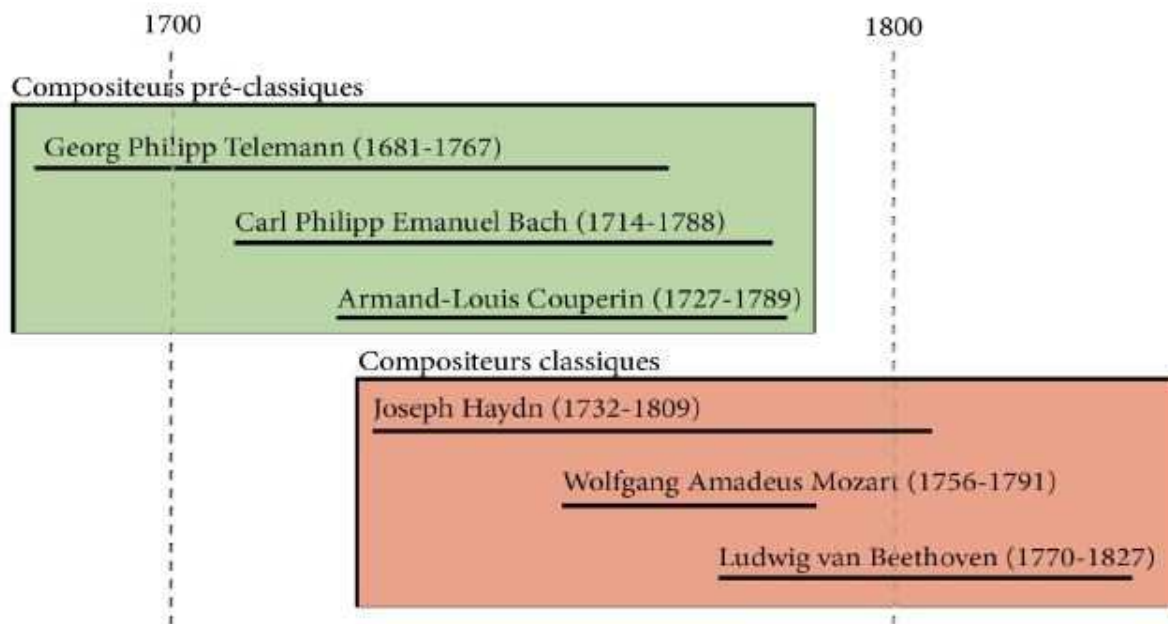 1700
1800
Compositeurs pré-classiques
Georg Philipp Telemann (1681-1767)
Carl Philipp Emanuel Bach (1714-1788)
Armand-Louis Couperin (1727-1789)
Compositeurs classiques
Joseph Haydn (1732-1809)
Wolfgang Amadeus Mozart (1756-1791)
Ludwig van Beethoven (1770-1827)